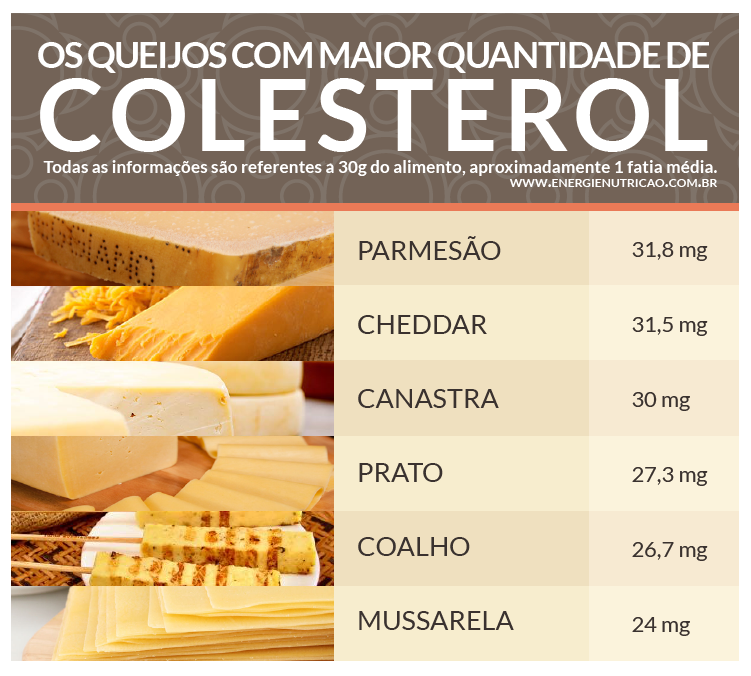 OS QUEIJOS COM MAIOR QUANTIDADE DE
COLESTEROL
Todas as informações são referentes a 30g do alimento, aproximadamente 1 fatia média.
WWW.ENERGIENUTRICAO.COM.BR
PARMESÃO 31,8 mg
CHEDDAR 31,5 mg
CANASTRA 30 mg
PRATO 27,3 mg
COALHO 26,7 mg
MUSSARELA 24 mg